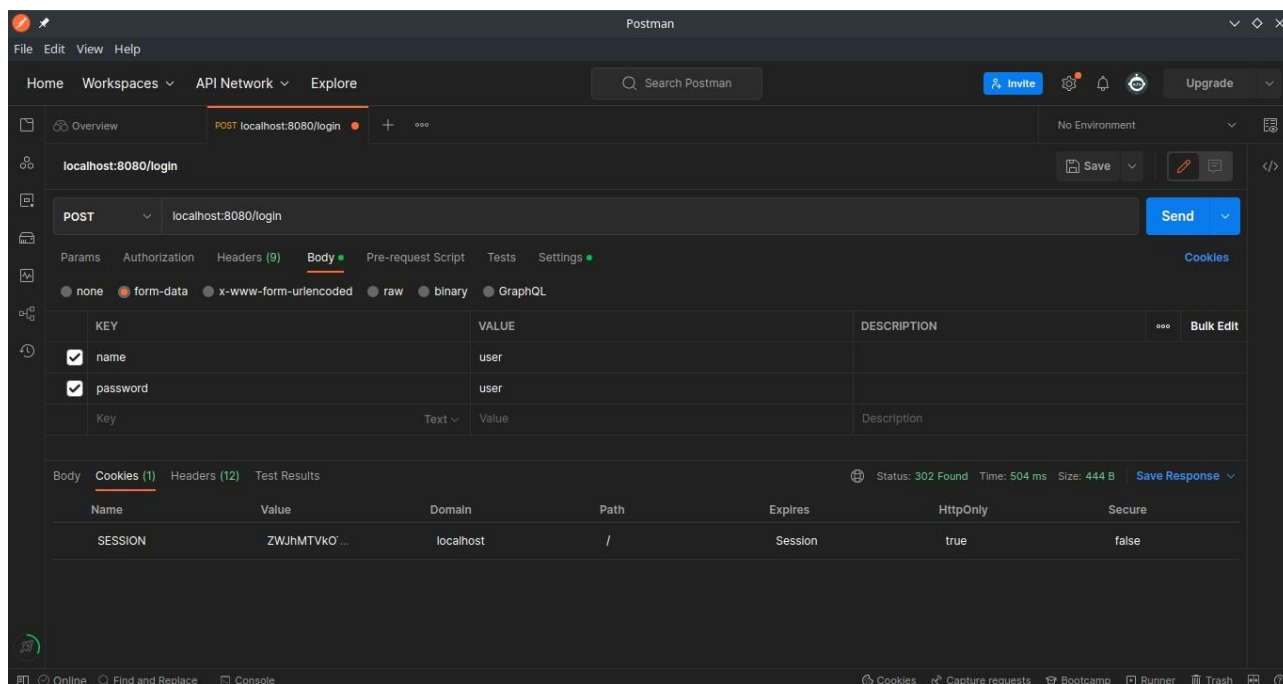 Postman
File Edit View Help
Home Workspaces API Network Explore Search Postman Invite Upgrade
Overview POST localhost:8080/login No Environment
localhost:8080/login Save
POST localhost:8080/login Send
Params Authorization Headers (9) Body Pre-request Script Tests Settings Cookies
none form-data x-www-form-urlencoded raw binary GraphQL
KEY VALUE DESCRIPTION Bulk Edit
name user
password user
Key Text Value Description
Body Cookies (1) Headers (12) Test Results Status: 302 Found Time: 504 ms Size: 444 B Save Response
Name Value Domain Path Expires HttpOnly Secure
SESSION ZWJhMTVkO... localhost / Session true false
Online Find and Replace Console Cookies Capture requests Bootcamp Runner Trash